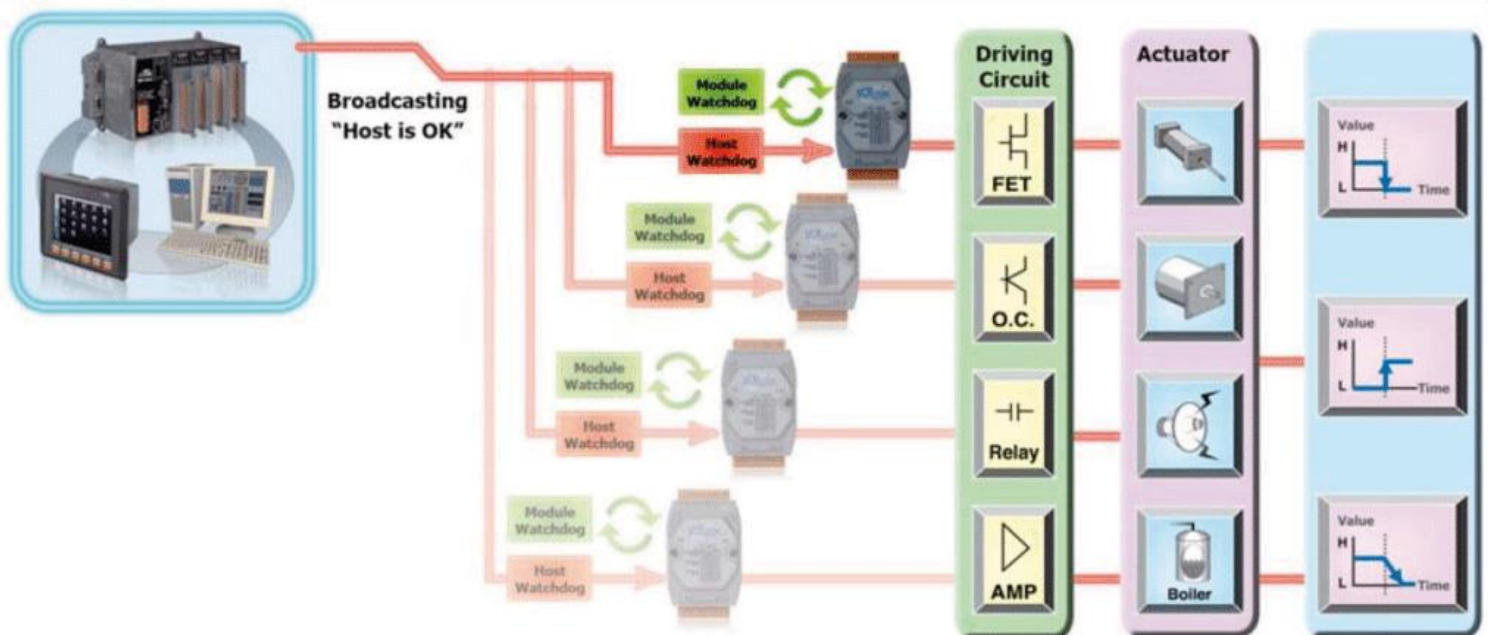 Broadcasting
"Host is OK"
Module
Watchdog
Host
Watchdog
Module
Watchdog
Host
Watchdog
Module
Watchdog
Host
Watchdog
Module
Watchdog
Host
Watchdog
Driving
Circuit
FET
O.C.
Relay
AMP
Actuator
Boiler
Value
H
L
Time
Value
H
L
Time
Value
H
L
Time